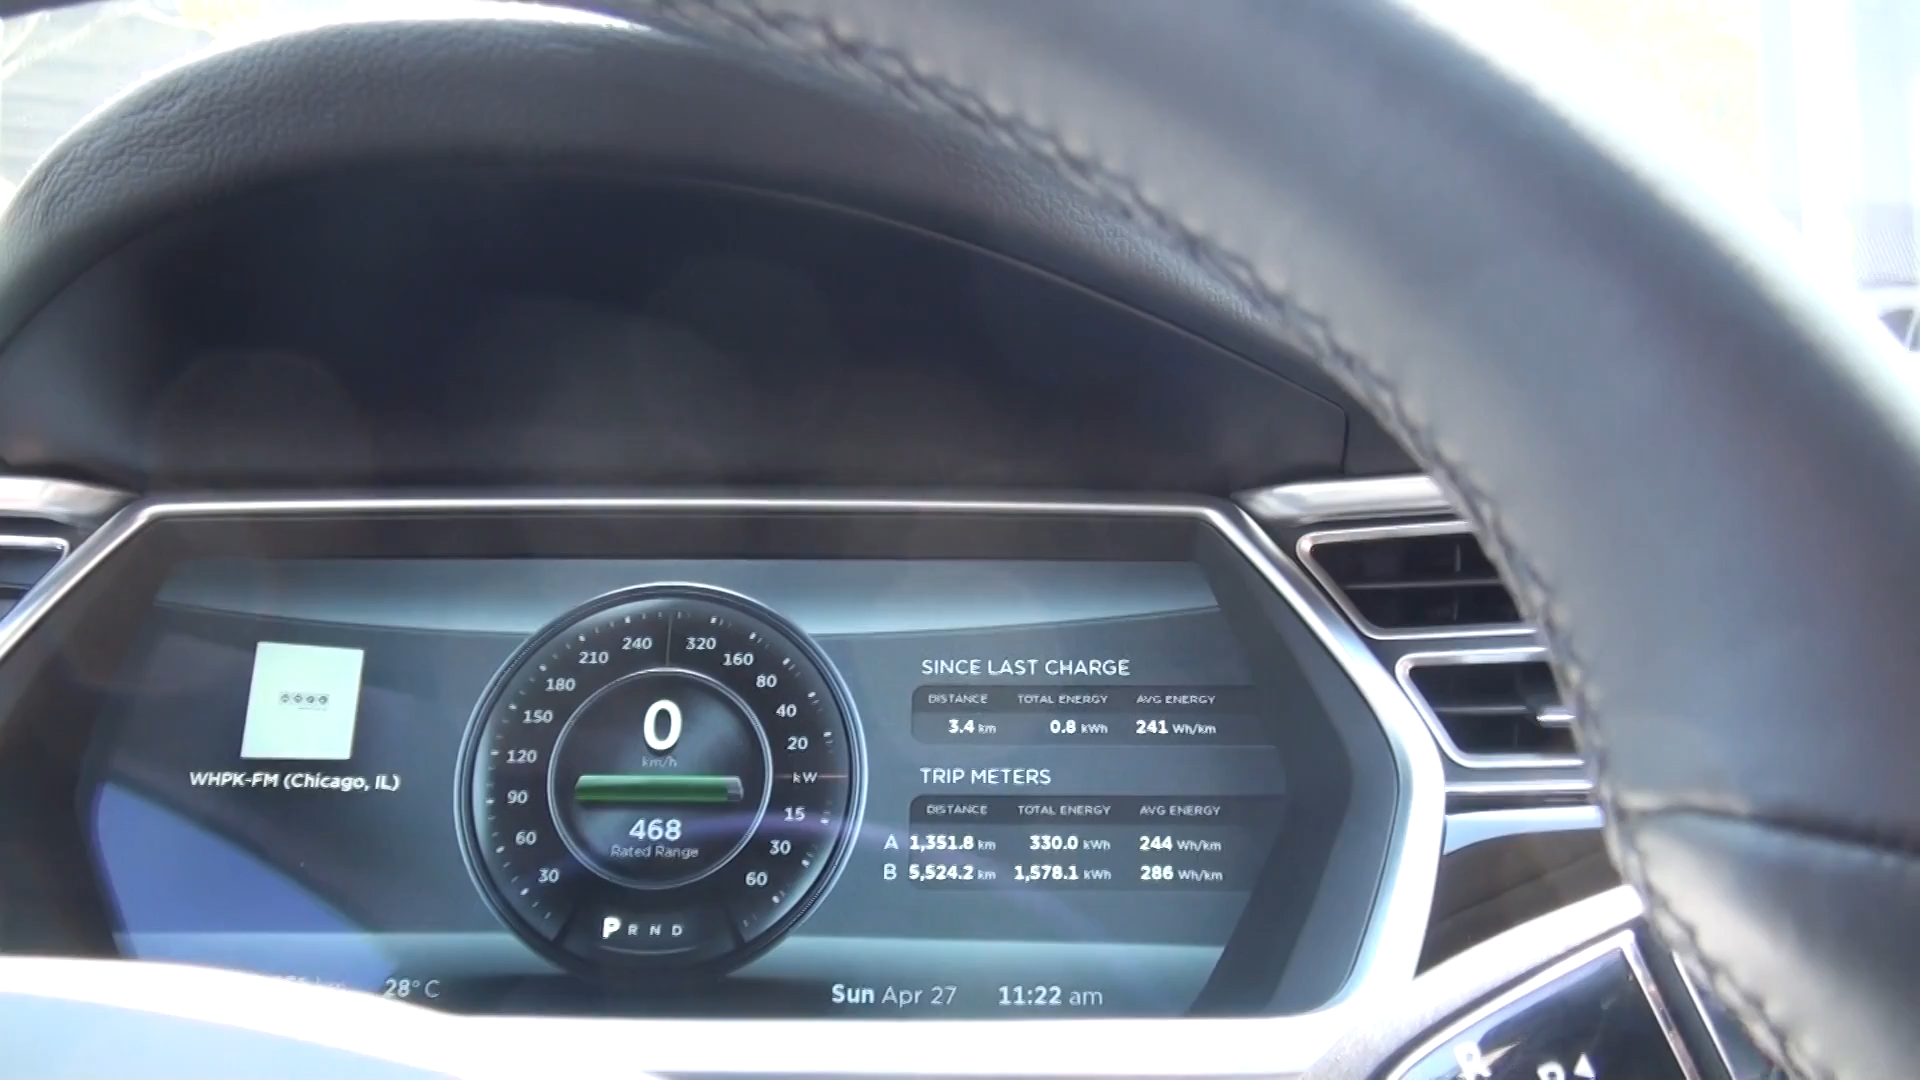 WHPK-FM (Chicago, IL)
240 320
210 160
180 80
150 40
120 20
90 kW
60 15
30 30
60
0
km/h
468
Rated Range
P R N D
SINCE LAST CHARGE
DISTANCE TOTAL ENERGY AVG ENERGY
3.4 km 0.8 kWh 241 Wh/km
TRIP METERS
DISTANCE TOTAL ENERGY AVG ENERGY
A 1,351.8 km 330.0 kWh 244 Wh/km
B 5,524.2 km 1,578.1 kWh 286 Wh/km
28°C
Sun Apr 27 11:22 am
R